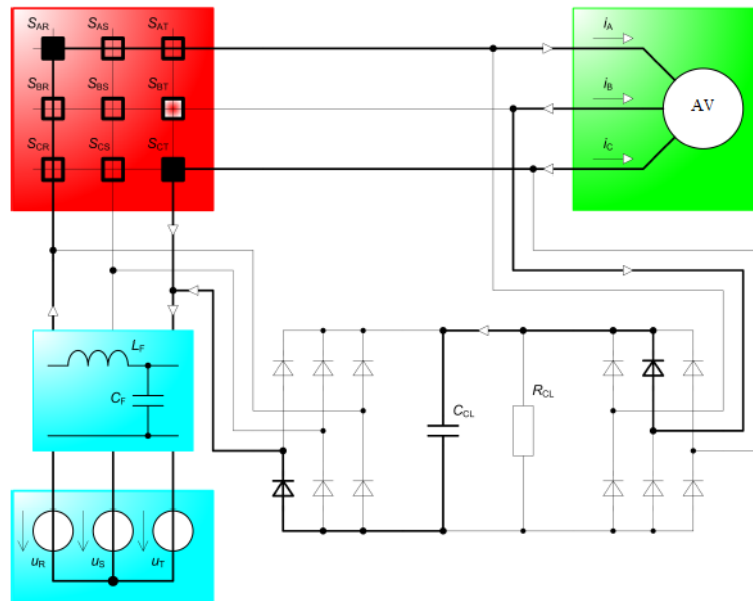 SAR SAS SAT
SBR SBS SBT
SCR SCS SCT
iA
iB
iC
AV
LF
CF
CCL
RCL
uR uS uT